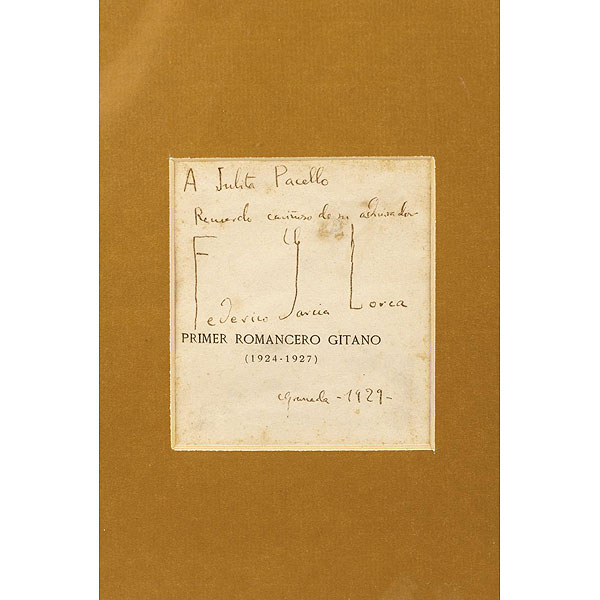 A Julita Pacello
Recuerdo cariñoso de su admirador
Federico García Lorca
PRIMER ROMANCERO GITANO
(1924-1927)
Granada - 1929 -